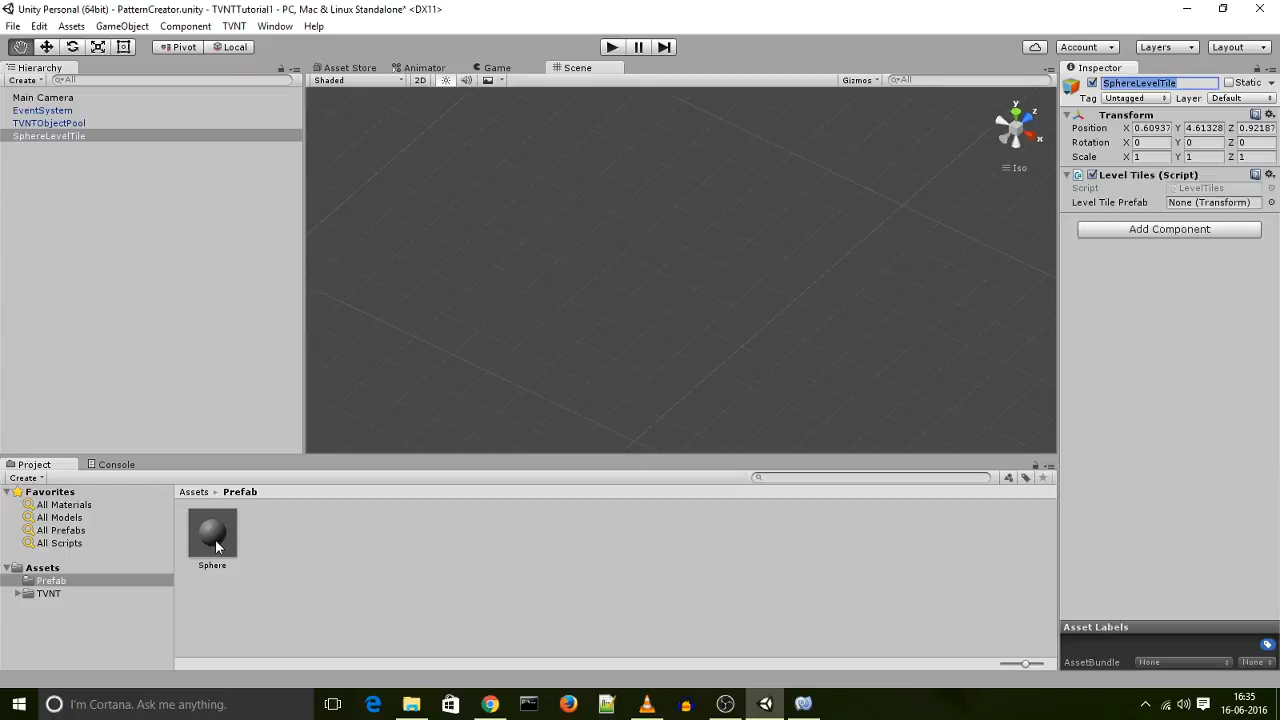 Unity Personal (64bit) - PatternCreator.unity - TVNTTutorial1 - PC, Mac & Linux Standalone* <DX11>
File Edit Assets GameObject Component TVNT Window Help
Pivot Local Account Layers Layout
Hierarchy Asset Store Animator Game Scene Inspector
Create All Shaded 2D Gizmos All SphereLevelTile Static
Main Camera
EventSystem
TVNTObjectPool
SphereLevelTile
y
z
x
Iso
Tag Untagged Layer Default
Transform
Position X 0.60937 Y 4.61328 Z 0.92187
Rotation X 0 Y 0 Z 0
Scale X 1 Y 1 Z 1
Level Tiles (Script)
Script LevelTiles
Level Tile Prefab None (Transform)
Add Component
Project Console
Create
Favorites
All Materials
All Models
All Prefabs
All Scripts
Assets
Prefab
TVNT
Assets Prefab
Sphere
Asset Labels
AssetBundle None None
I'm Cortana. Ask me anything.
16:35
16-06-2016